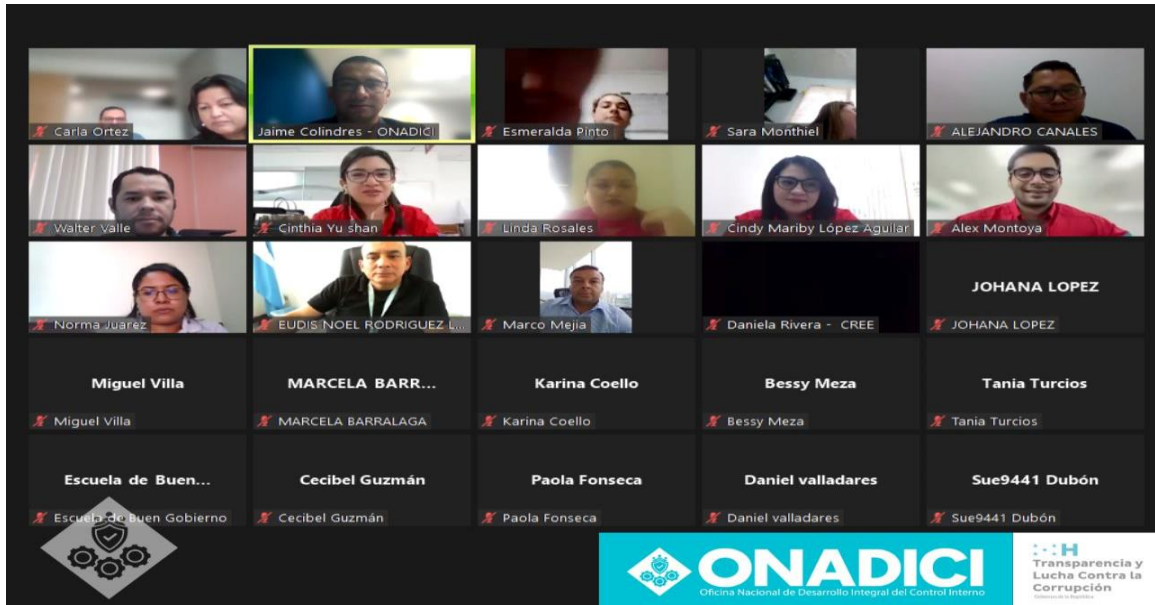 Carla Ortez
Jaime Colindres - ONADICI
Esmeralda Pinto
Sara Monthiel
ALEJANDRO CANALES
Walter Valle
Cinthia Yu shan
Linda Rosales
Cindy Mariby López Aguilar
Alex Montoya
Norma Juarez
EUDIS NOEL RODRIGUEZ L...
Marco Mejia
Daniela Rivera - CREE
JOHANA LOPEZ
JOHANA LOPEZ
Miguel Villa
MARCELA BARR...
Karina Coello
Bessy Meza
Tania Turcios
Miguel Villa
MARCELA BARRALAGA
Karina Coello
Bessy Meza
Tania Turcios
Escuela de Buen...
Cecibel Guzmán
Paola Fonseca
Daniel valladares
Sue9441 Dubón
Escuela de Buen Gobierno
Cecibel Guzmán
Paola Fonseca
Daniel valladares
Sue9441 Dubón
ONADICI
Oficina Nacional de Desarrollo Integral del Control Interno
H
Transparencia y
Lucha Contra la
Corrupción